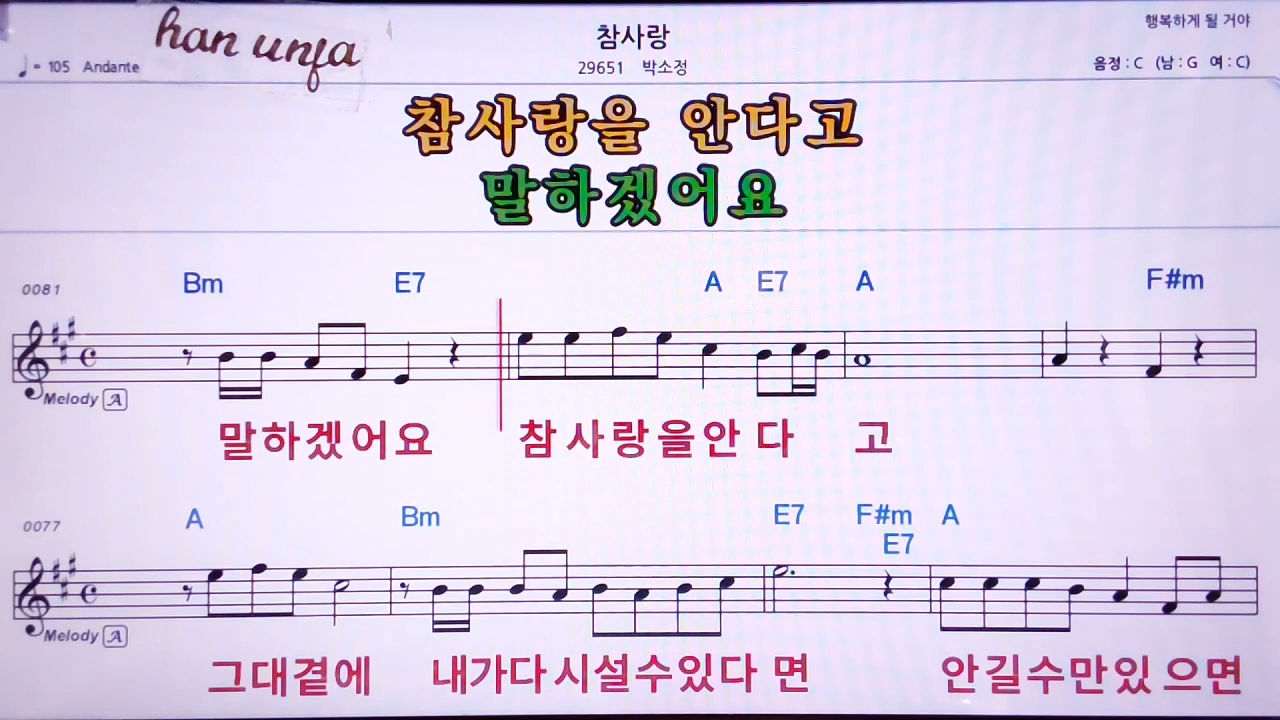 han unja
참사랑
행복하게 될 거야
= 105 Andante
29651 박소정
음정 : C (남 : G 여 : C)
참사랑을 안다고
말하겠어요
0081
Bm E7 A E7 A F#m
Melody A
말하겠어요 참사랑을안다 고
0077
A Bm E7 F#m A
E7
Melody A
그대곁에 내가다시설수있다 면 안길수만있으면